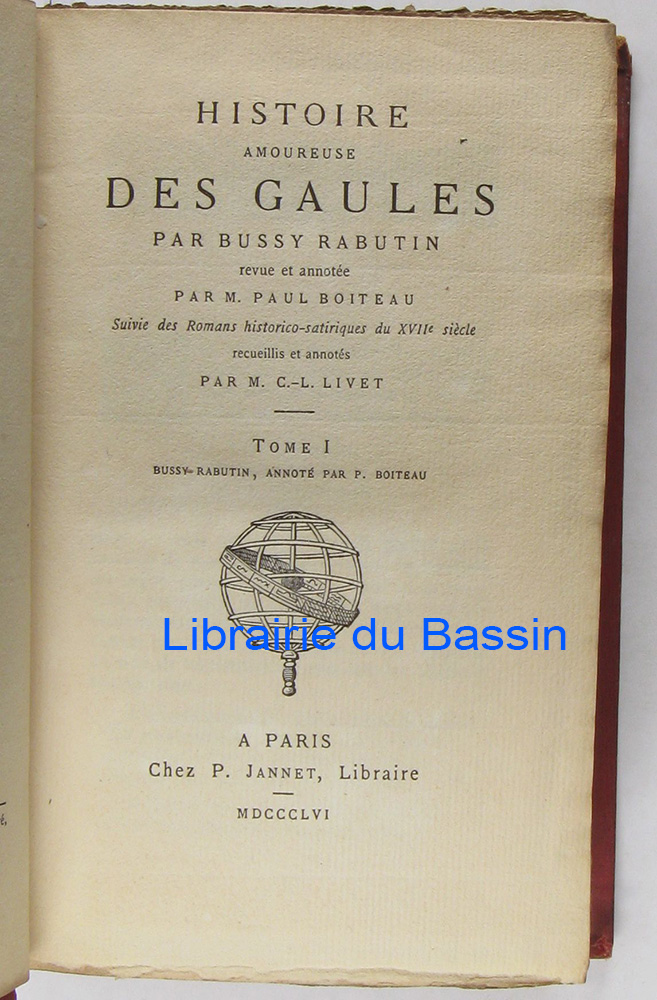 HISTOIRE
AMOUREUSE
DES GAULES
PAR BUSSY RABUTIN
revue et annotée
PAR M. PAUL BOITEAU
Suivie des Romans historico-satiriques du XVIIe siècle
recueillis et annotés
PAR M. C.-L. LIVET
TOME I
BUSSY-RABUTIN, ANNOTÉ PAR P. BOITEAU
Librairie du Bassin
A PARIS
Chez P. JANNET, Libraire
MDCCCLVI